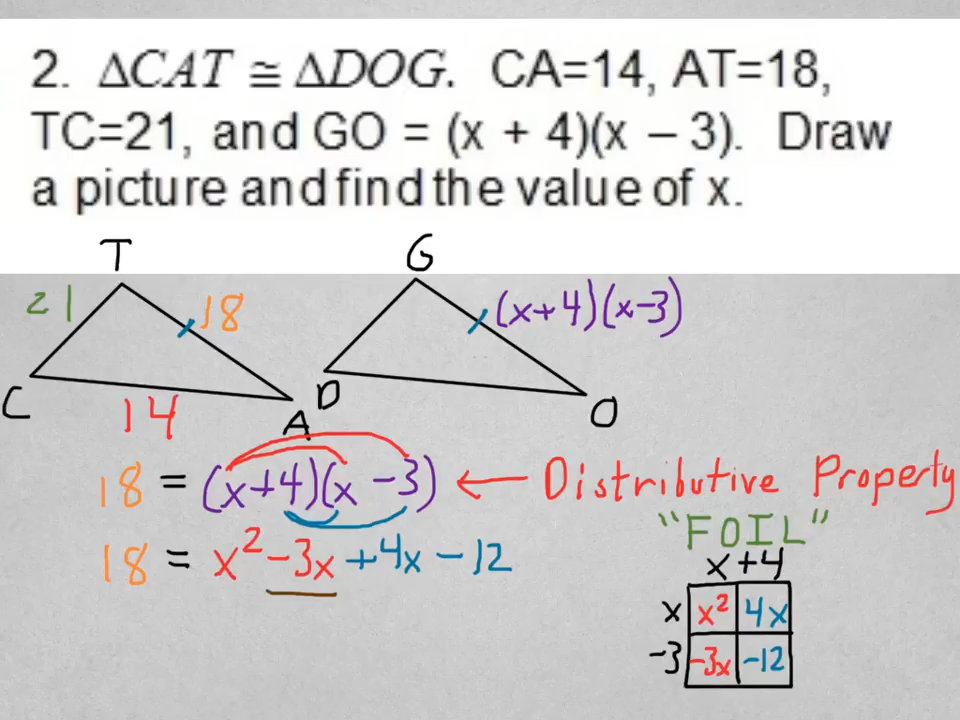 2. ΔCAT ≅ ΔDOG. CA=14, AT=18,
TC=21, and GO = (x + 4)(x – 3). Draw
a picture and find the value of x.
T G
21 18 (x+4)(x-3)
C 14 A D O
18 = (x+4)(x-3) ← Distributive Property
"FOIL"
18 = x² -3x +4x -12
x +4
x x² 4x
-3 -3x -12